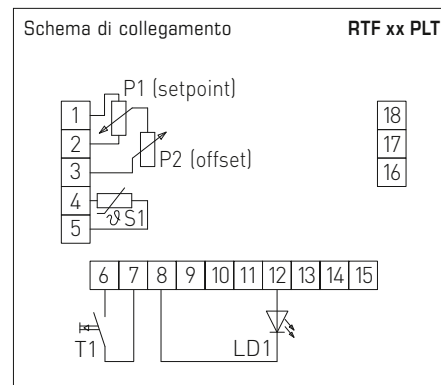 Schema di collegamento RTF xx PLT
P1 (setpoint)
1
2
3
4
5
P2 (offset)
18
17
16
ϑ S1
6 7 8 9 10 11 12 13 14 15
T1
LD1